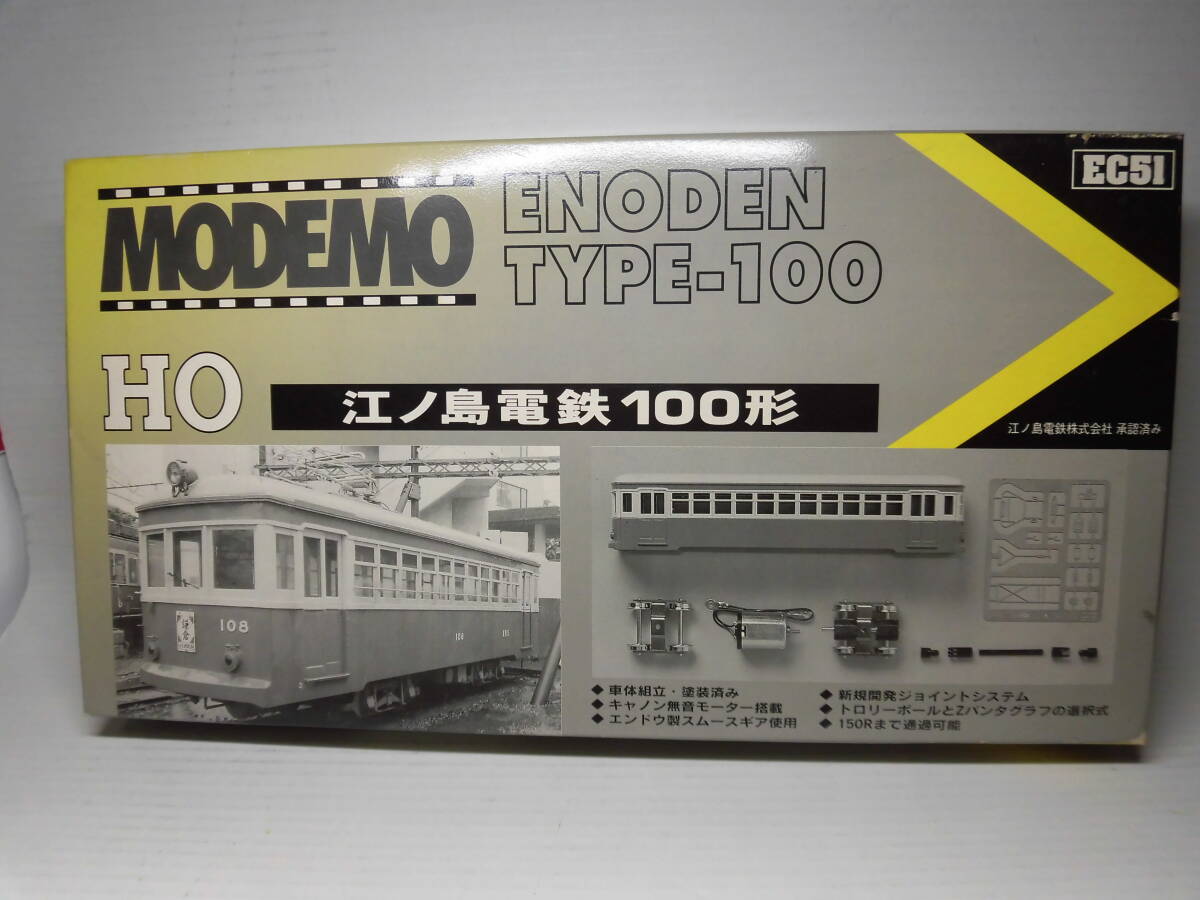 EC51
MODEMO
ENODEN
TYPE-100
HO
江ノ島電鉄100形
江ノ島電鉄株式会社 承認済み
鎌倉
108
108
◆車体組立・塗装済み
◆キャノン無音モーター搭載
◆エンドウ製スムースギア使用
◆新規開発ジョイントシステム
◆トロリーポールとZパンタグラフの選択式
◆150Rまで通過可能